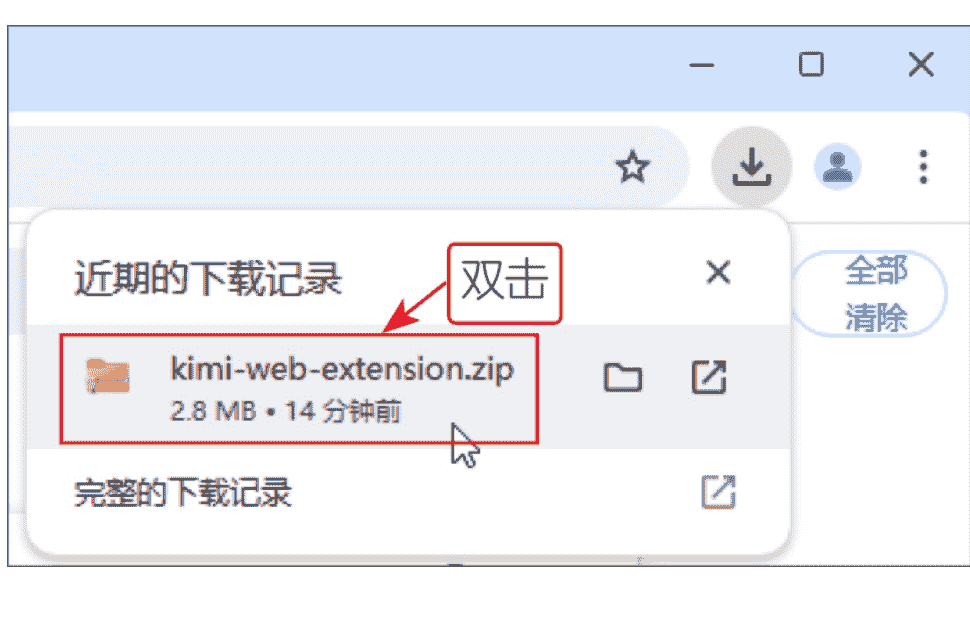 近期的下载记录
双击
全部
清除
kimi-web-extension.zip
2.8 MB • 14 分钟前
完整的下载记录